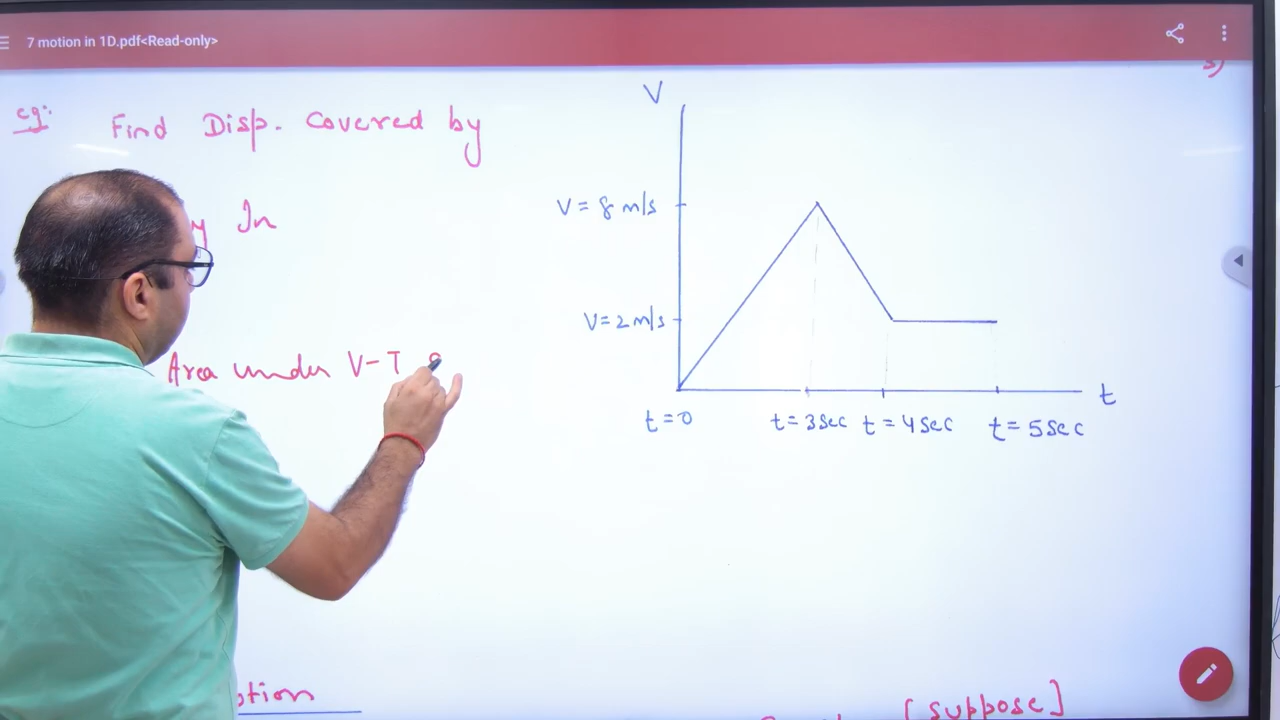 7 motion in 1D.pdf<Read-only>
eg: Find Disp. Covered by
In
Area under V-T
V
V = 8 m/s
V = 2 m/s
t = 0
t = 3 sec
t = 4 sec
t = 5 sec
t
[suppose]